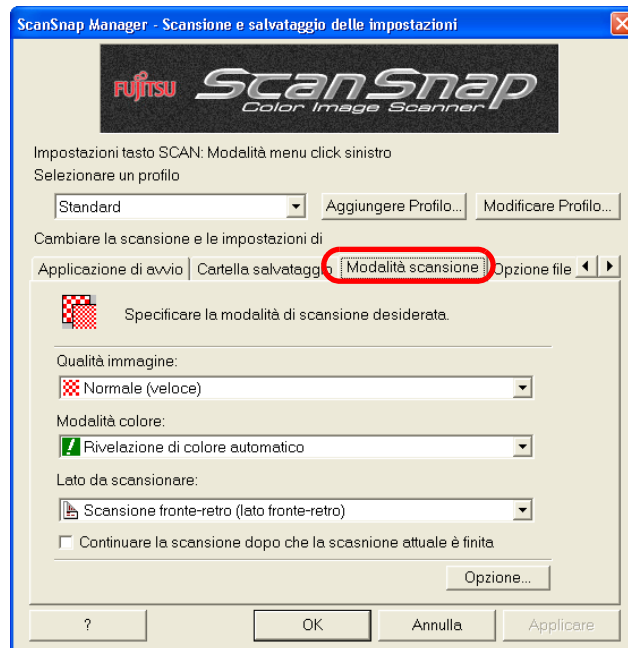 ScanSnap Manager - Scansione e salvataggio delle impostazioni
FUJITSU ScanSnap
Color Image Scanner
Impostazioni tasto SCAN: Modalità menu click sinistro
Selezionare un profilo
Standard Aggiungere Profilo... Modificare Profilo...
Cambiare la scansione e le impostazioni di
Applicazione di avvio Cartella salvataggio Modalità scansione Opzione file
Specificare la modalità di scansione desiderata.
Qualità immagine:
Normale (veloce)
Modalità colore:
Rivelazione di colore automatico
Lato da scansionare:
Scansione fronte-retro (lato fronte-retro)
Continuare la scansione dopo che la scasnione attuale è finita
Opzione...
? OK Annulla Applicare